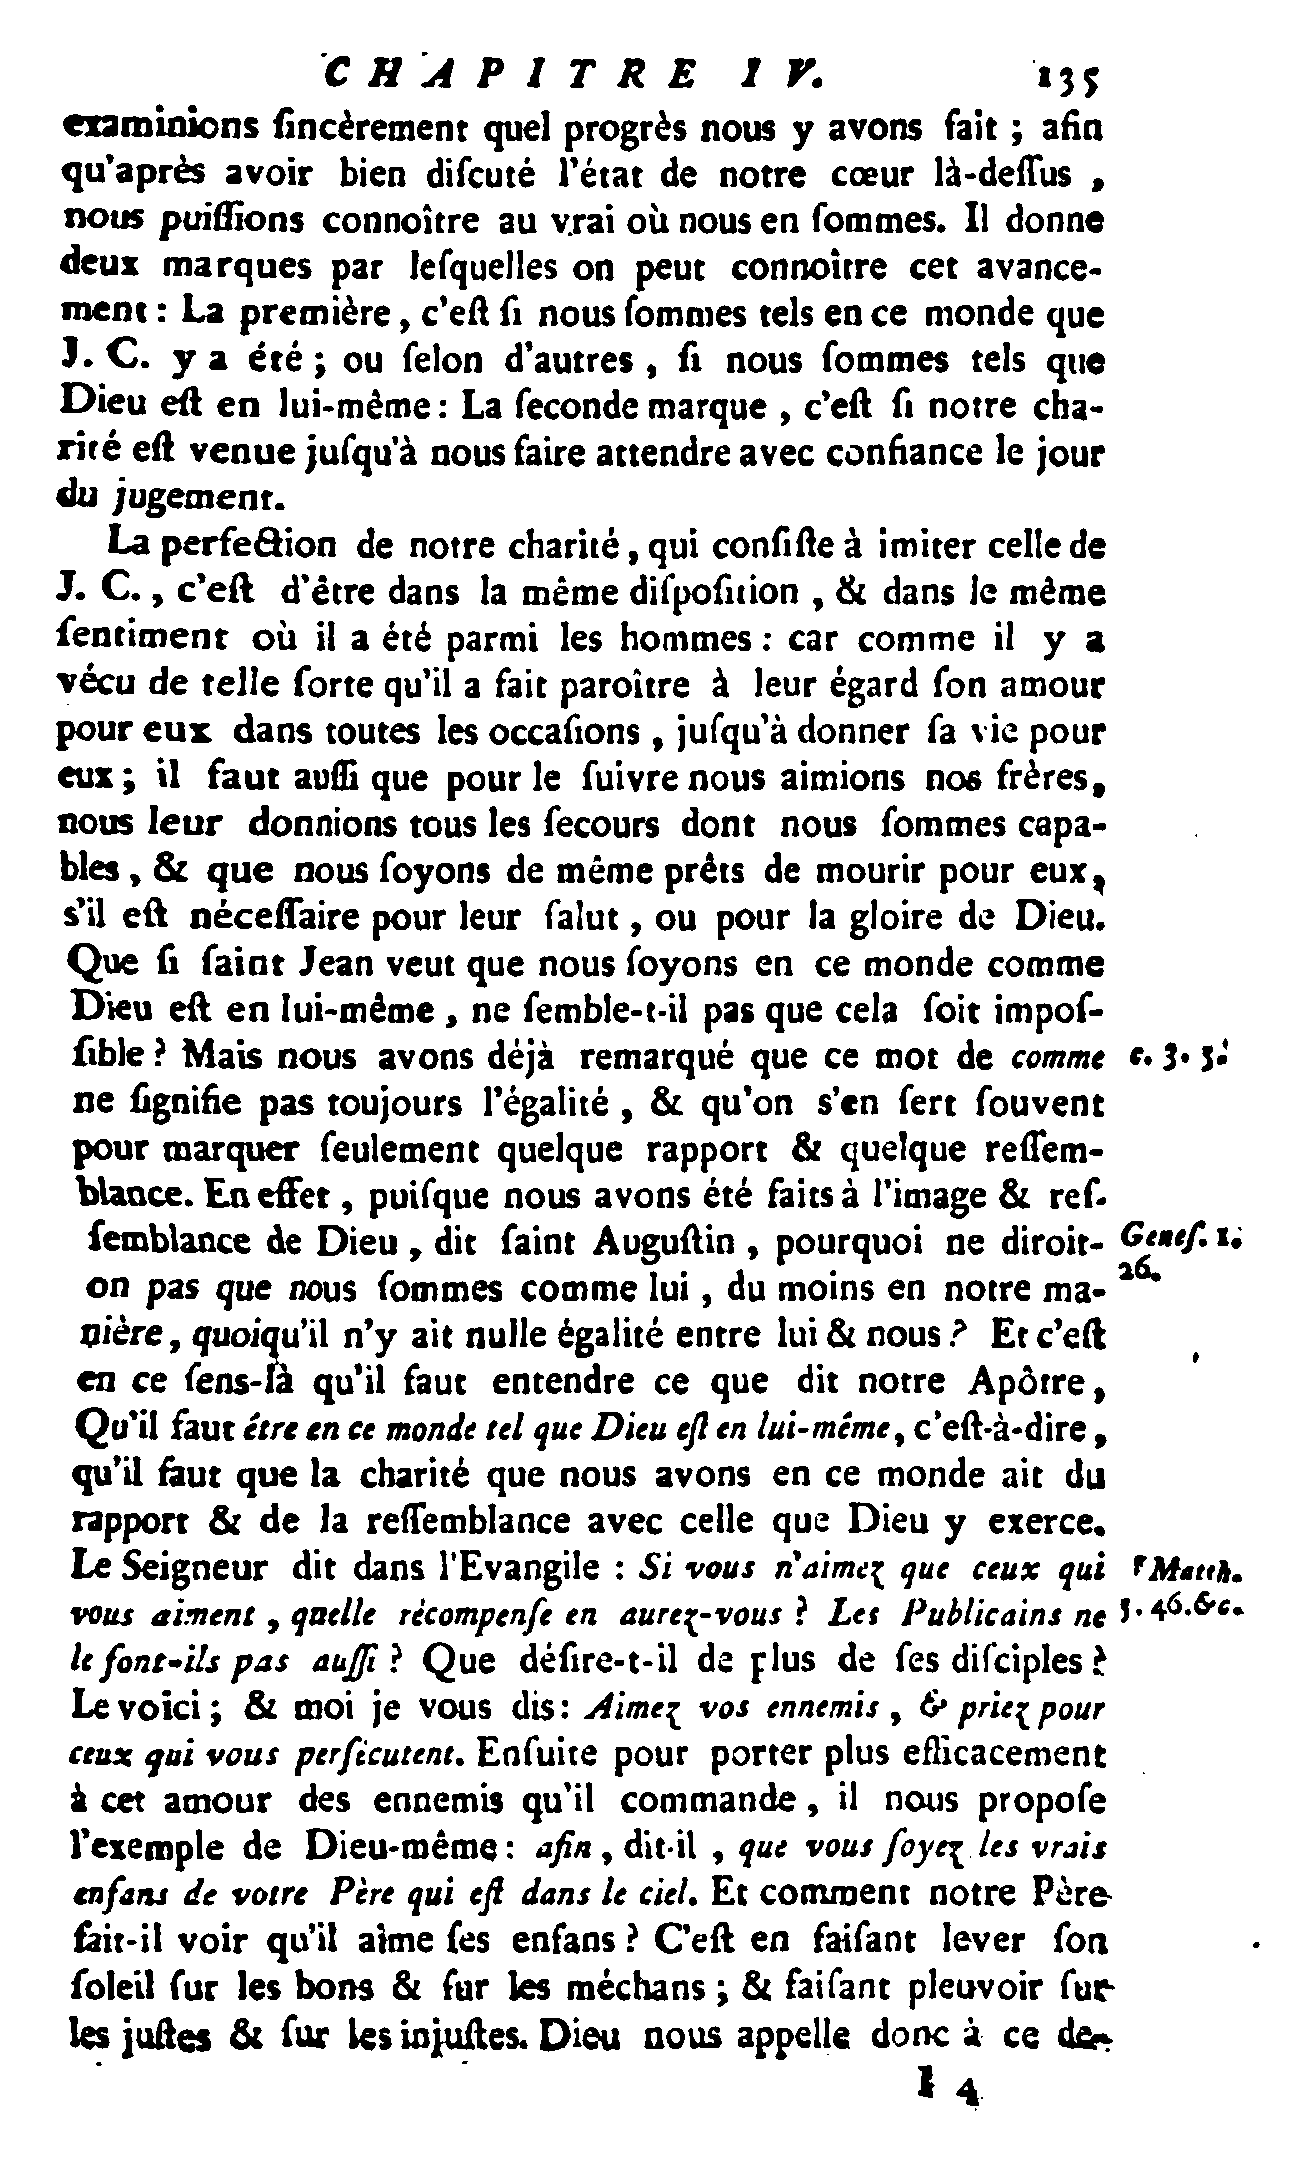 CHAPITRE IV. 135
examinions ſincèrement quel progrès nous y avons fait ; afin
qu'après avoir bien diſcuté l'état de notre cœur là-deſſus ,
nous puiſſions connoître au vrai où nous en ſommes. Il donne
deux marques par leſquelles on peut connoître cet avance-
ment : La première , c'eſt ſi nous ſommes tels en ce monde que
J. C. y a été ; ou ſelon d'autres , ſi nous ſommes tels que
Dieu eſt en lui-même : La ſeconde marque , c'eſt ſi notre cha-
rité eſt venue juſqu'à nous faire attendre avec confiance le jour
du jugement.
La perfection de notre charité , qui conſiſte à imiter celle de
J. C. , c'eſt d'être dans la même diſpoſition , & dans le même
ſentiment où il a été parmi les hommes : car comme il y a
vécu de telle ſorte qu'il a fait paroître à leur égard ſon amour
pour eux dans toutes les occaſions , juſqu'à donner ſa vie pour
eux ; il faut auſſi que pour le ſuivre nous aimions nos frères,
nous leur donnions tous les ſecours dont nous ſommes capa-
bles , & que nous ſoyons de même prêts de mourir pour eux,
s'il eſt néceſſaire pour leur ſalut , ou pour la gloire de Dieu.
Que ſi ſaint Jean veut que nous ſoyons en ce monde comme
Dieu eſt en lui-même , ne ſemble-t-il pas que cela ſoit impoſ-
ſible ? Mais nous avons déjà remarqué que ce mot de comme c. 3. 3.
ne ſignifie pas toujours l'égalité , & qu'on s'en ſert ſouvent
pour marquer ſeulement quelque rapport & quelque reſſem-
blance. En effet , puiſque nous avons été faits à l'image & reſ-
ſemblance de Dieu , dit ſaint Auguſtin , pourquoi ne diroit- Geneſ. 1.
on pas que nous ſommes comme lui , du moins en notre ma- 26.
nière , quoiqu'il n'y ait nulle égalité entre lui & nous ? Et c'eſt
en ce ſens-là qu'il faut entendre ce que dit notre Apôtre ,
Qu'il faut être en ce monde tel que Dieu eſt en lui-même , c'eſt-à-dire ,
qu'il faut que la charité que nous avons en ce monde ait du
rapport & de la reſſemblance avec celle que Dieu y exerce.
Le Seigneur dit dans l'Evangile : Si vous n'aimez que ceux qui Matth.
vous aiment , quelle récompenſe en aurez-vous ? Les Publicains ne 5. 46. &c.
le font-ils pas auſſi ? Que déſire-t-il de plus de ſes diſciples ?
Le voici ; & moi je vous dis : Aimez vos ennemis , & priez pour
ceux qui vous perſécutent. Enſuite pour porter plus efficacement
à cet amour des ennemis qu'il commande , il nous propoſe
l'exemple de Dieu-même : afin , dit-il , que vous ſoyez les vrais
enfans de votre Père qui eſt dans le ciel. Et comment notre Père
fait-il voir qu'il aime ſes enfans ? C'eſt en faiſant lever ſon
ſoleil ſur les bons & ſur les méchans ; & faiſant pleuvoir ſur
les juſtes & ſur les injuſtes. Dieu nous appelle donc à ce de-
I 4